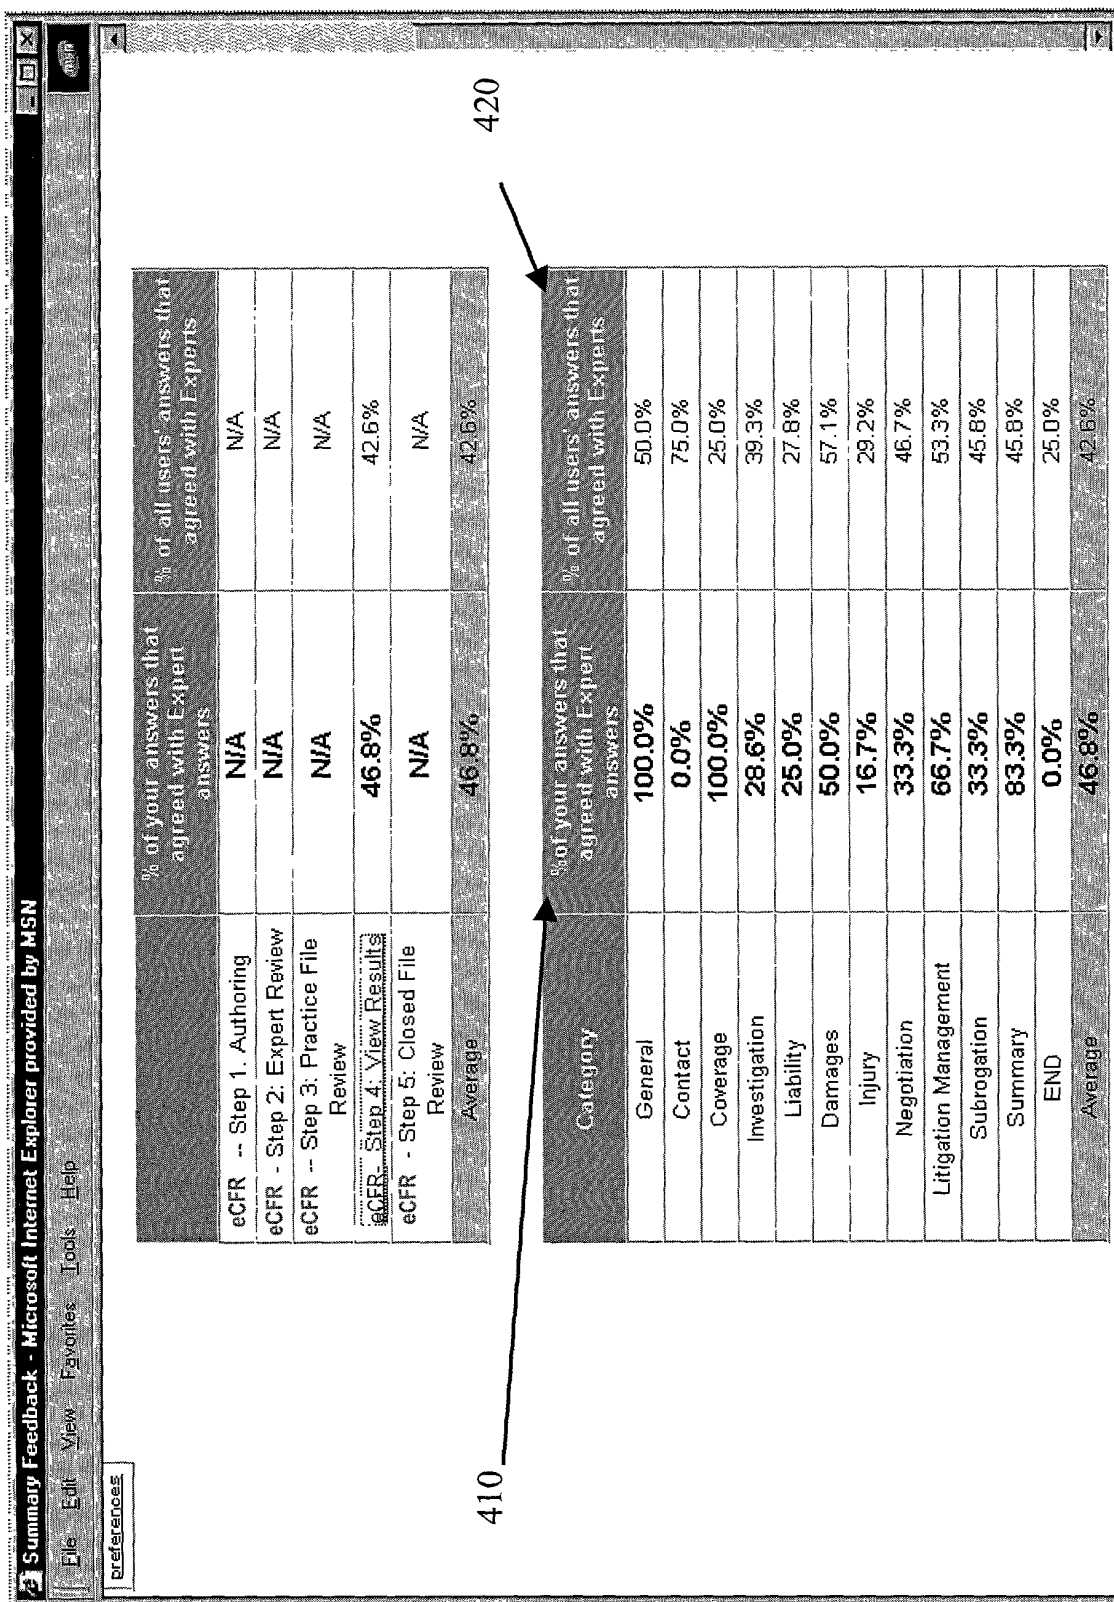 Summary Feedback - Microsoft Internet Explorer provided by MSN
File Edit View Favorites Tools Help
msn
preferences
% of your answers that agreed with Expert answers
% of all users' answers that agreed with Experts
eCFR -- Step 1. Authoring N/A N/A
eCFR - Step 2: Expert Review N/A N/A
eCFR -- Step 3: Practice File Review N/A N/A
eCFR- Step 4: View Results 46.8% 42.6%
eCFR - Step 5: Closed File Review N/A N/A
Average 46.8% 42.6%
410
420
Category
% of your answers that agreed with Expert answers
% of all users' answers that agreed with Experts
General 100.0% 50.0%
Contact 0.0% 75.0%
Coverage 100.0% 25.0%
Investigation 28.6% 39.3%
Liability 25.0% 27.8%
Damages 50.0% 57.1%
Injury 16.7% 29.2%
Negotiation 33.3% 46.7%
Litigation Management 66.7% 53.3%
Subrogation 33.3% 45.8%
Summary 83.3% 45.8%
END 0.0% 25.0%
Average 46.8% 42.6%